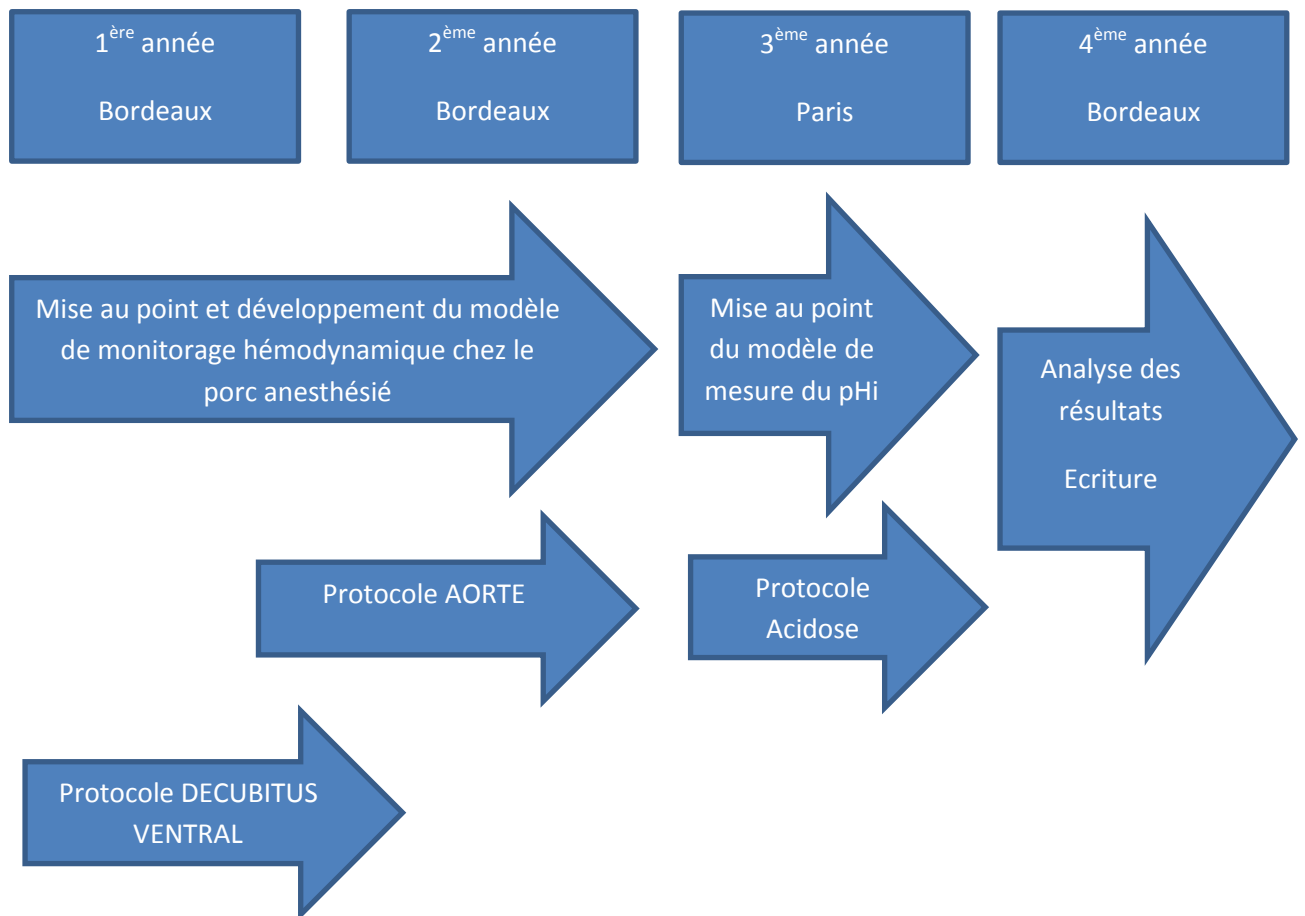 1ère année
Bordeaux
2ème année
Bordeaux
3ème année
Paris
4ème année
Bordeaux
Mise au point et développement du modèle
de monitorage hémodynamique chez le
porc anesthésié
Mise au point
du modèle de
mesure du pHi
Analyse des
résultats
Ecriture
Protocole AORTE
Protocole
Acidose
Protocole DECUBITUS
VENTRAL